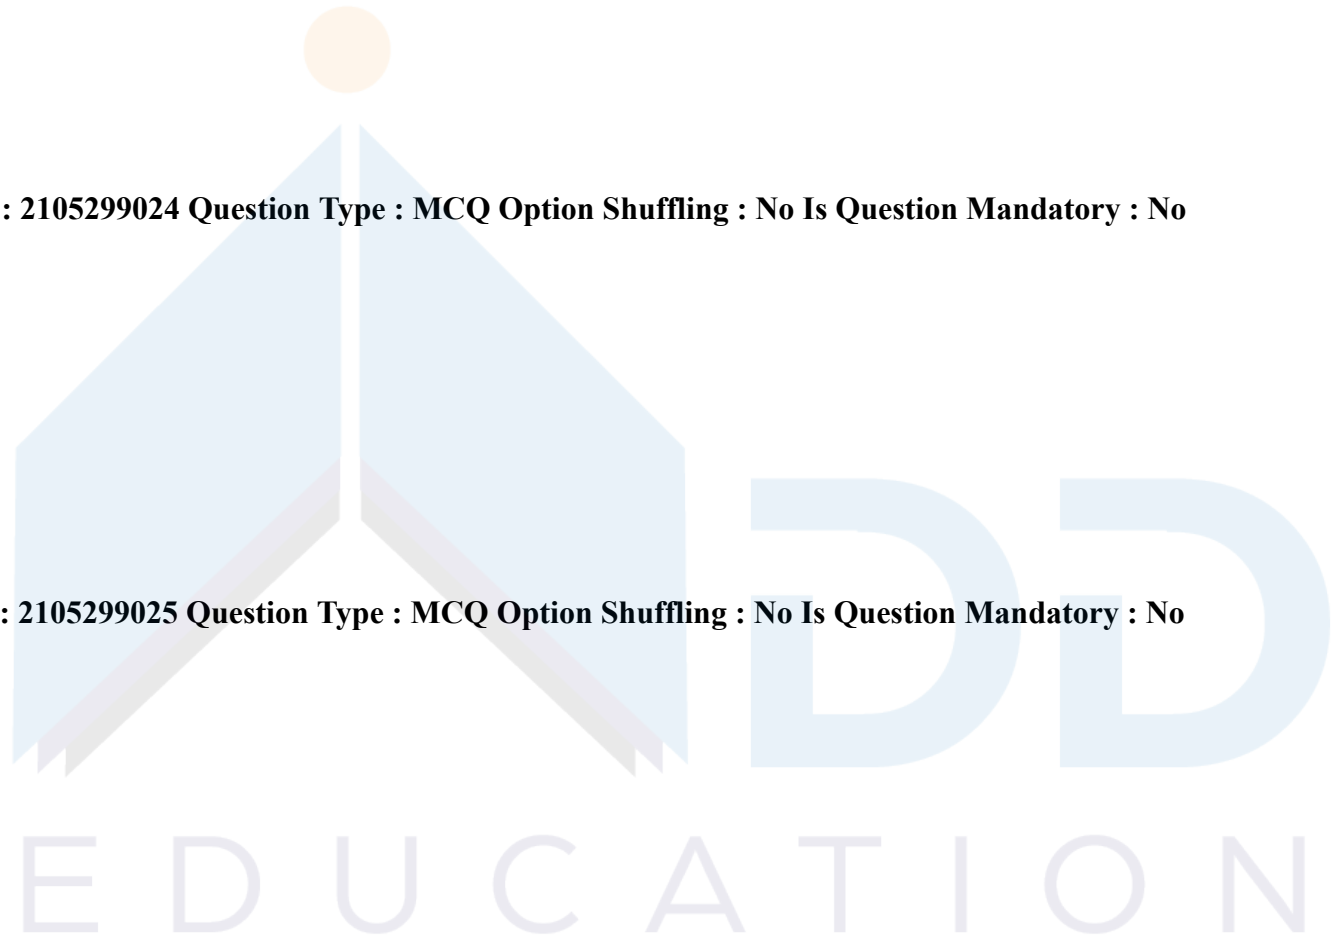 : 2105299024 Question Type : MCQ Option Shuffling : No Is Question Mandatory : No
: 2105299025 Question Type : MCQ Option Shuffling : No Is Question Mandatory : No
DD
EDUCATION